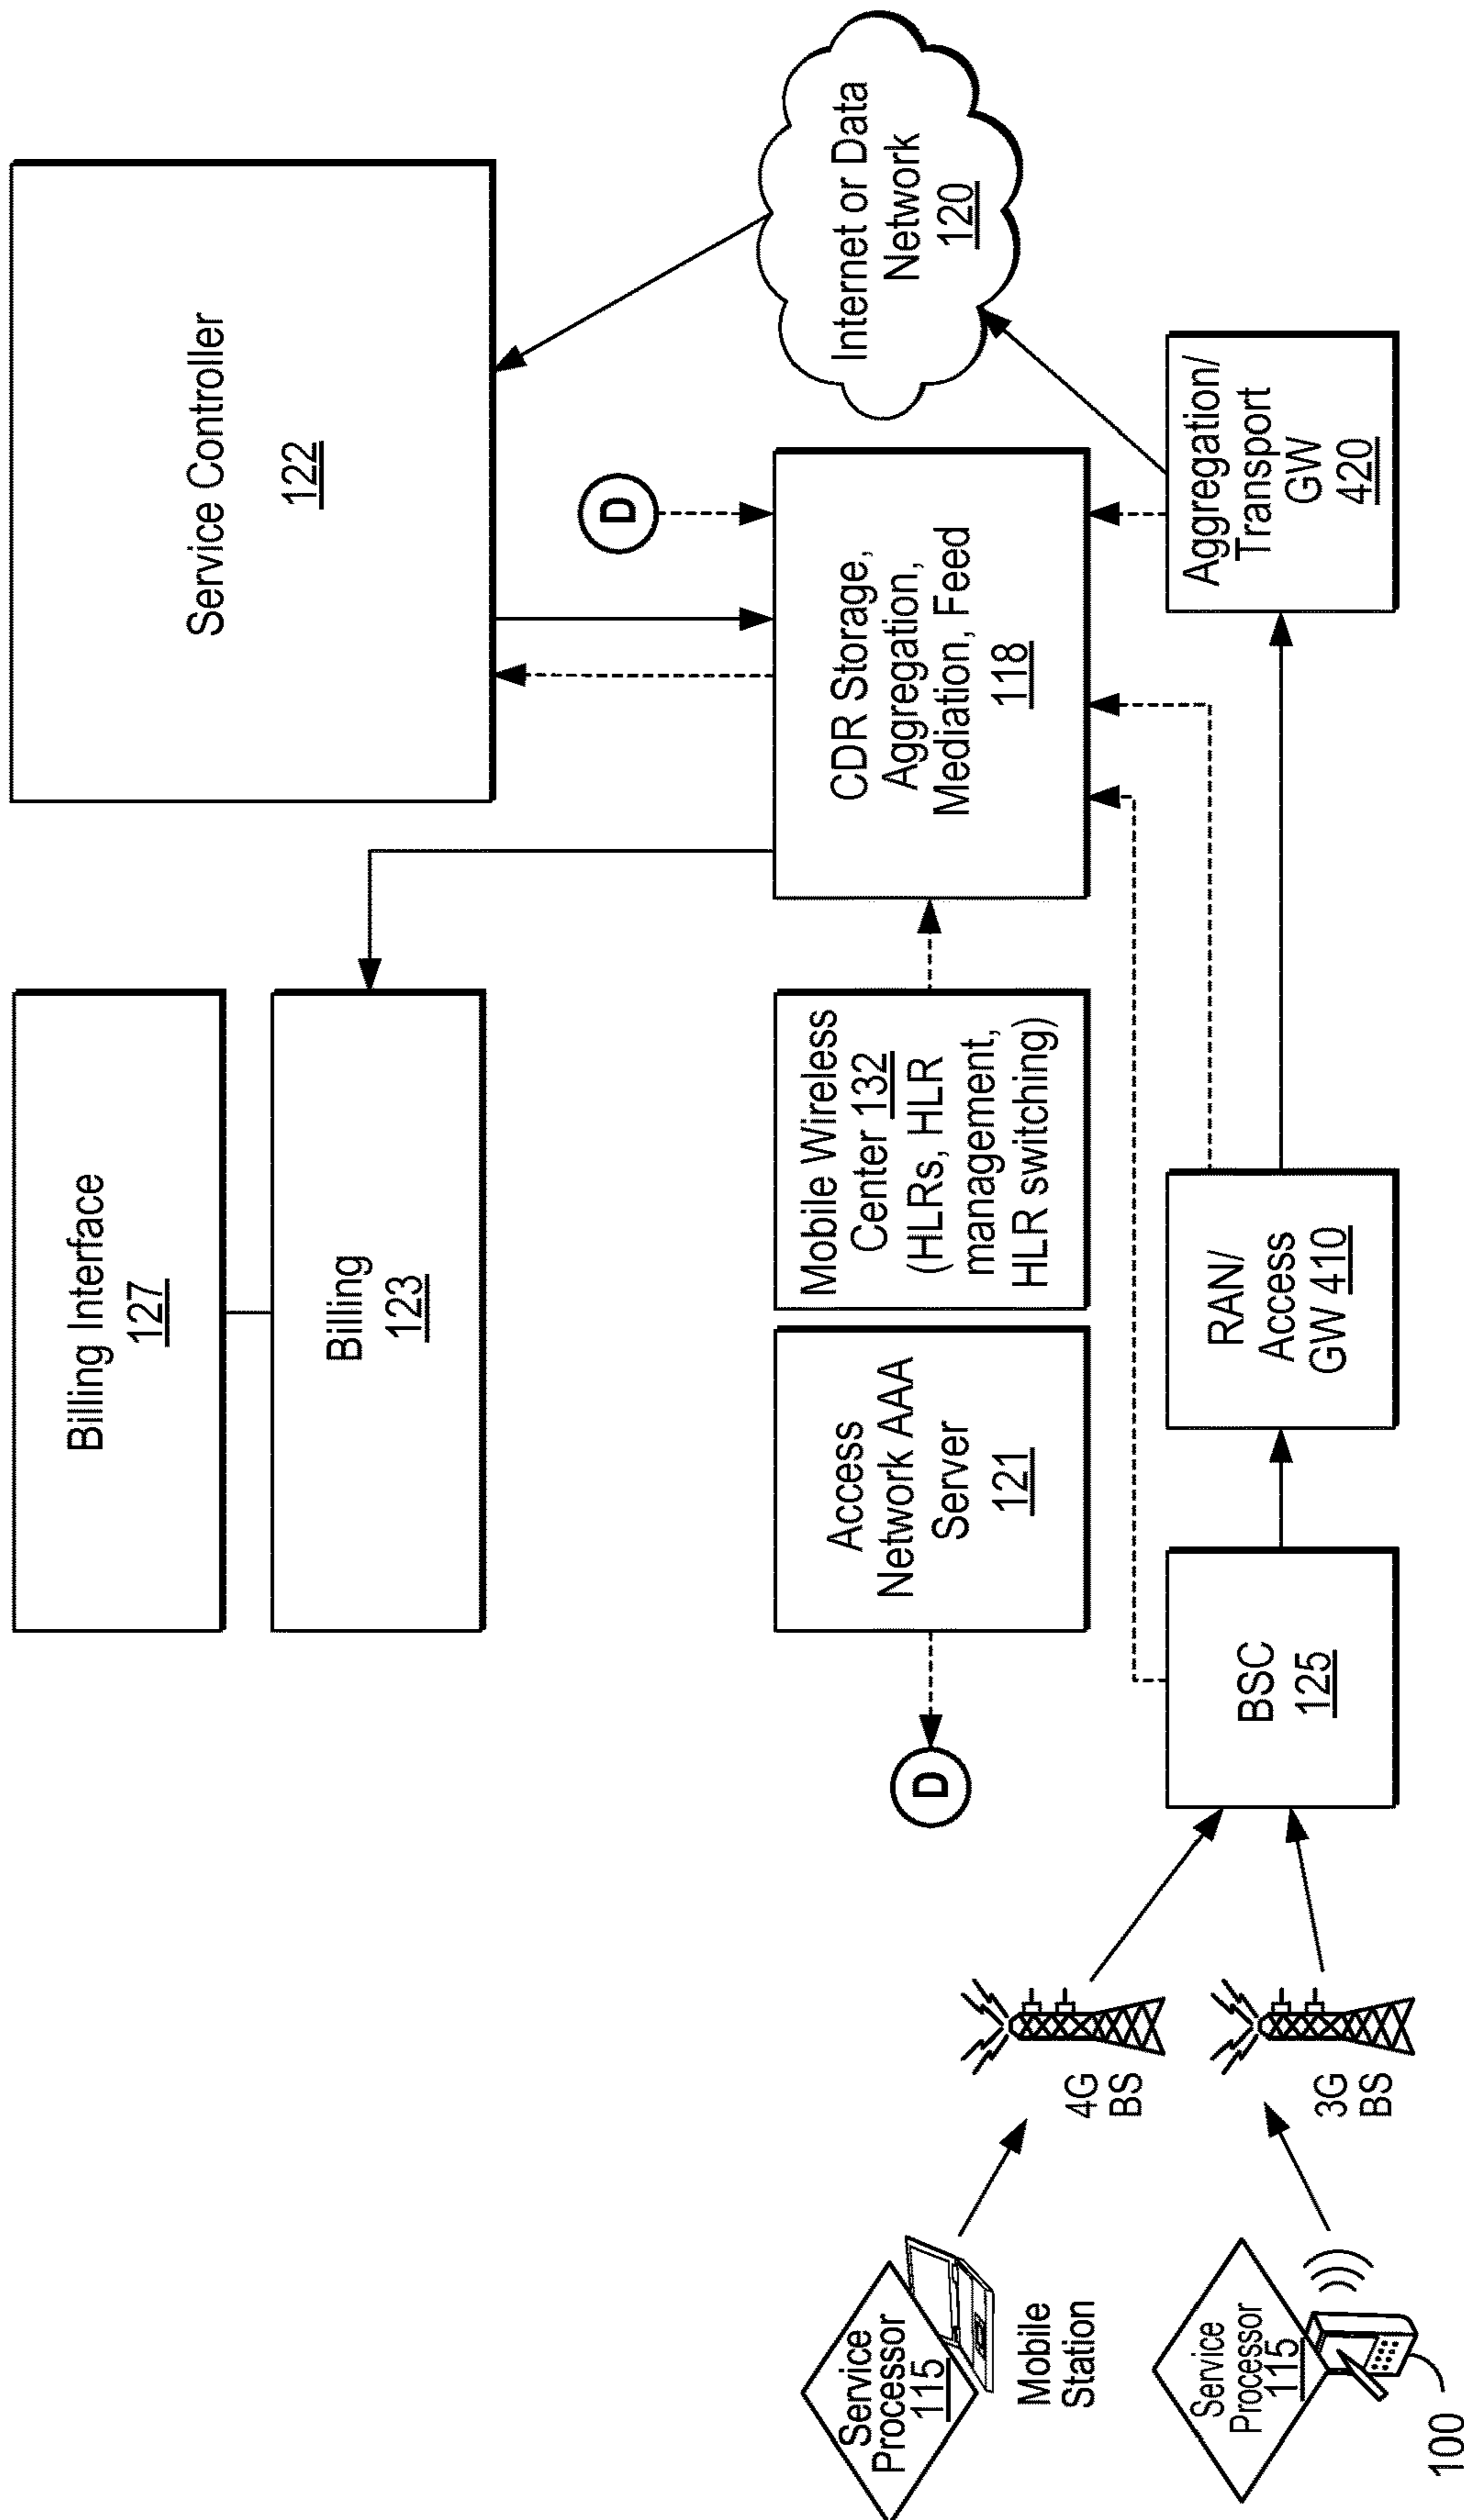 Billing Interface
127
Billing
123
Service Controller
122
D
Access
Network AAA
Server
121
Mobile Wireless
Center 132
(HLRs, HLR
management,
HLR switching)
CDR Storage,
Aggregation,
Mediation, Feed
118
D
Internet or Data
Network
120
Service
Processor
115
Mobile
Station
4G
BS
Service
Processor
115
100
3G
BS
BSC
125
RAN/
Access
GW 410
Aggregation/
Transport
GW
420